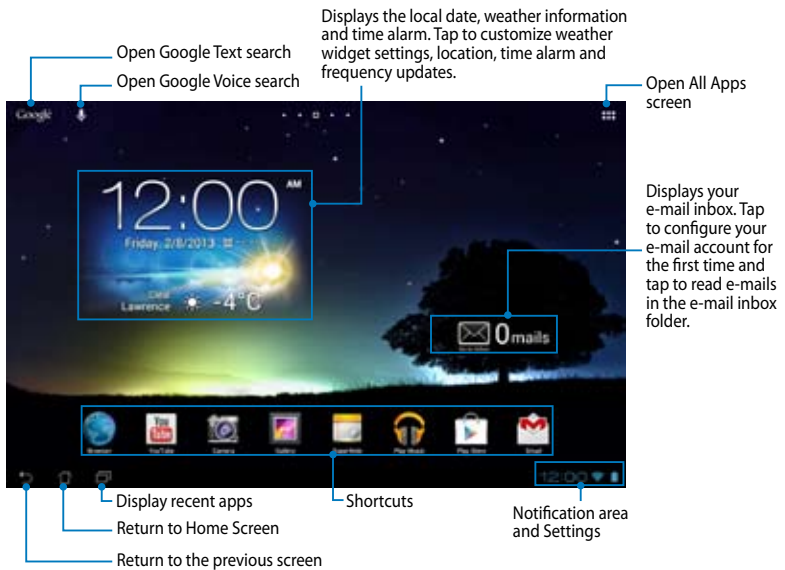 Displays the local date, weather information
and time alarm. Tap to customize weather
widget settings, location, time alarm and
frequency updates.
Open Google Text search
Open Google Voice search
Open All Apps
screen
Google
12:00
AM
Friday, 2/8/2013
Lawrence
-4°C
Displays your
e-mail inbox. Tap
to configure your
e-mail account for
the first time and
tap to read e-mails
in the e-mail inbox
folder.
0mails
You
Tube
Browser
YouTube
Camera
Gallery
SuperNote
Play Music
Play Store
Email
12:00
Display recent apps
Shortcuts
Return to Home Screen
Notification area
and Settings
Return to the previous screen